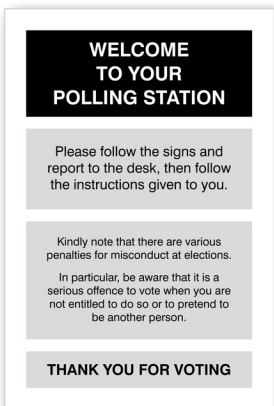 WELCOME
TO YOUR
POLLING STATION
Please follow the signs and
report to the desk, then follow
the instructions given to you.
Kindly note that there are various
penalties for misconduct at elections.
In particular, be aware that it is a
serious offence to vote when you are
not entitled to do so or to pretend to
be another person.
THANK YOU FOR VOTING